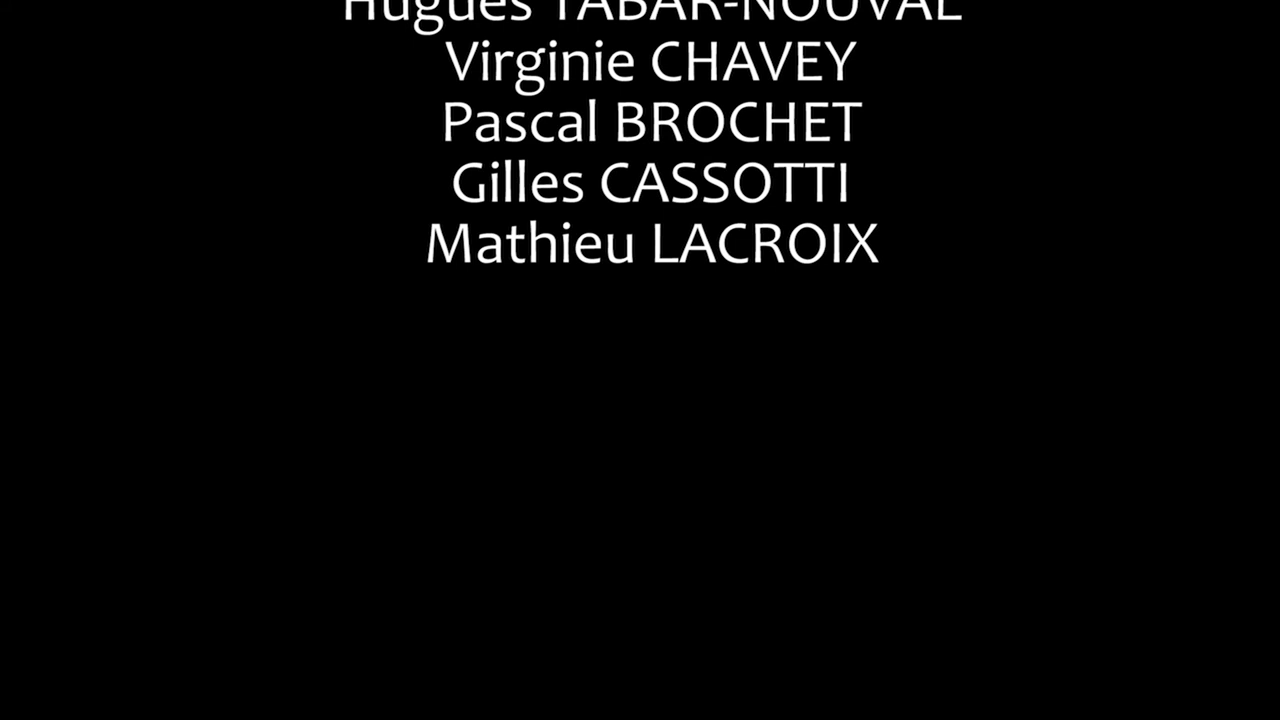 Hugues TABAR-NOUVAL
Virginie CHAVEY
Pascal BROCHET
Gilles CASSOTTI
Mathieu LACROIX